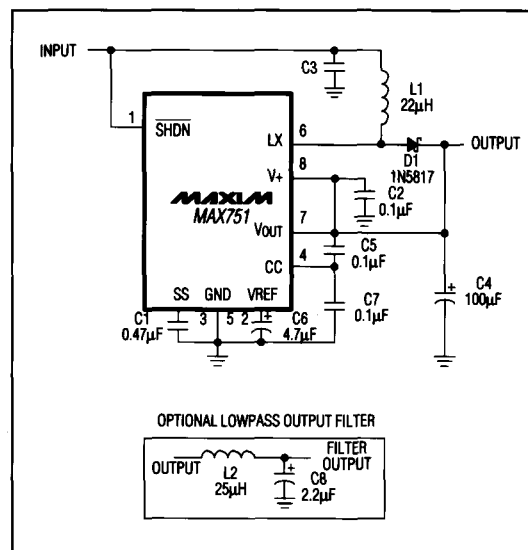 INPUT
C3
L1
22µH
1
SHDN
LX
6
OUTPUT
D1
1N5817
V+
8
C2
0.1µF
MAXIM
MAX751
VOUT
7
C5
0.1µF
CC
4
C4
100µF
C7
0.1µF
SS
GND
VREF
C1
0.47µF
3
5
2
C6
4.7µF
OPTIONAL LOWPASS OUTPUT FILTER
OUTPUT
FILTER
OUTPUT
L2
25µH
C8
2.2µF
+
+
+